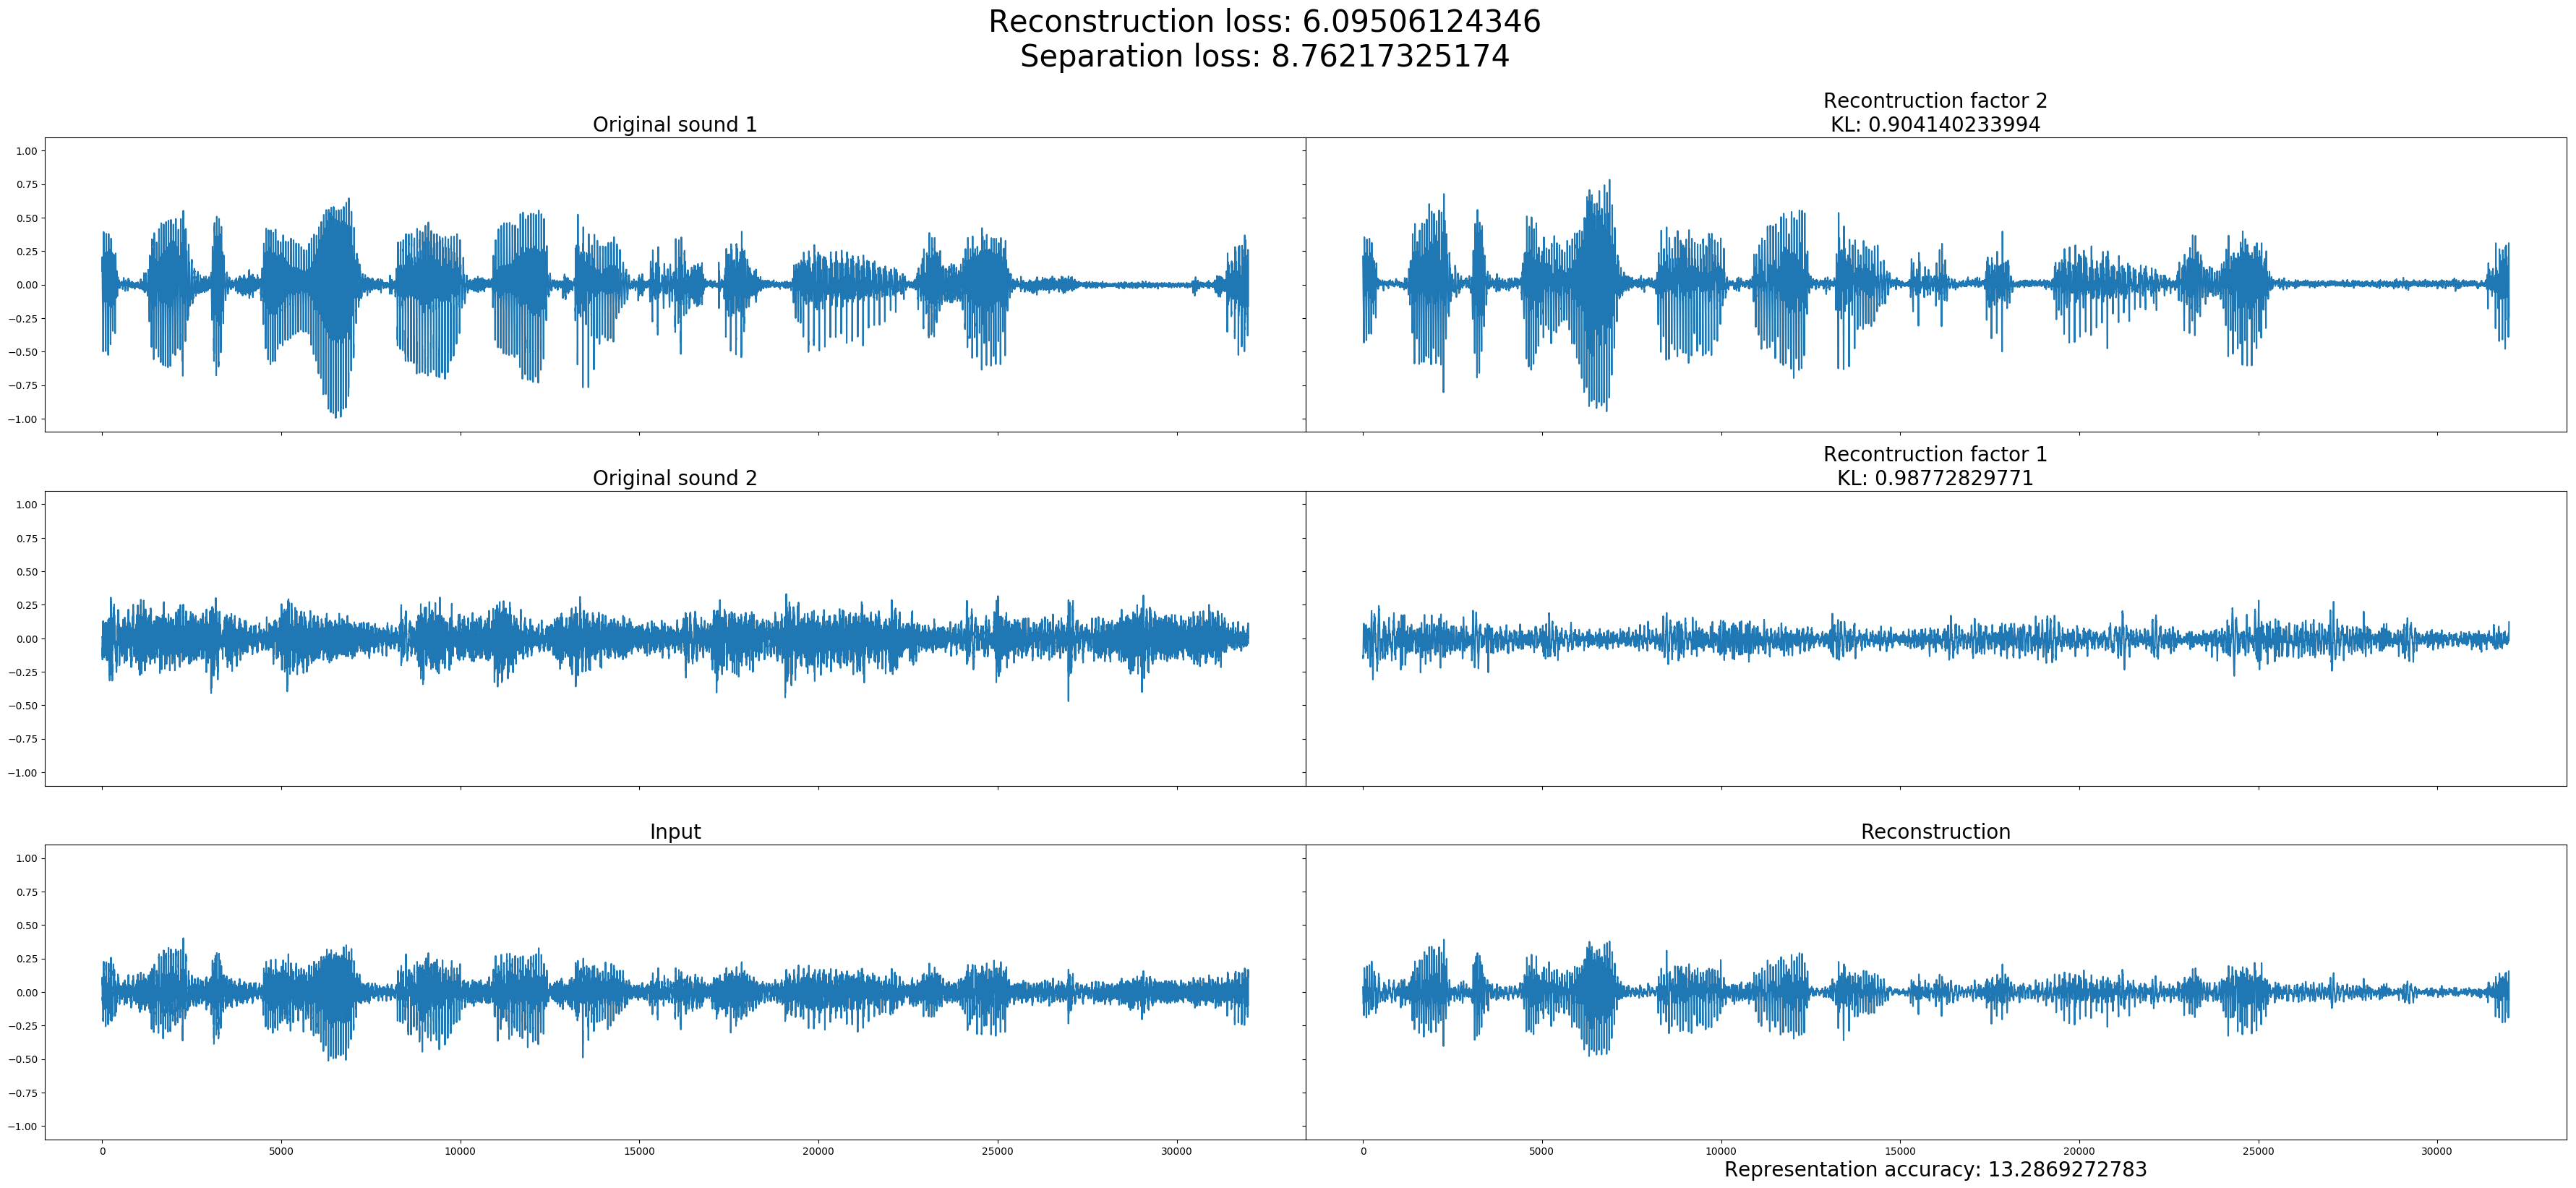 Reconstruction loss: 6.09506124346
Separation loss: 8.76217325174
Original sound 1
Recontruction factor 2
KL: 0.904140233994
1.00
0.75
0.50
0.25
0.00
−0.25
−0.50
−0.75
−1.00
Original sound 2
Recontruction factor 1
KL: 0.98772829771
1.00
0.75
0.50
0.25
0.00
−0.25
−0.50
−0.75
−1.00
Input
Reconstruction
1.00
0.75
0.50
0.25
0.00
−0.25
−0.50
−0.75
−1.00
0 5000 10000 15000 20000 25000 30000
0 5000 10000 15000 20000 25000 30000
Representation accuracy: 13.2869272783